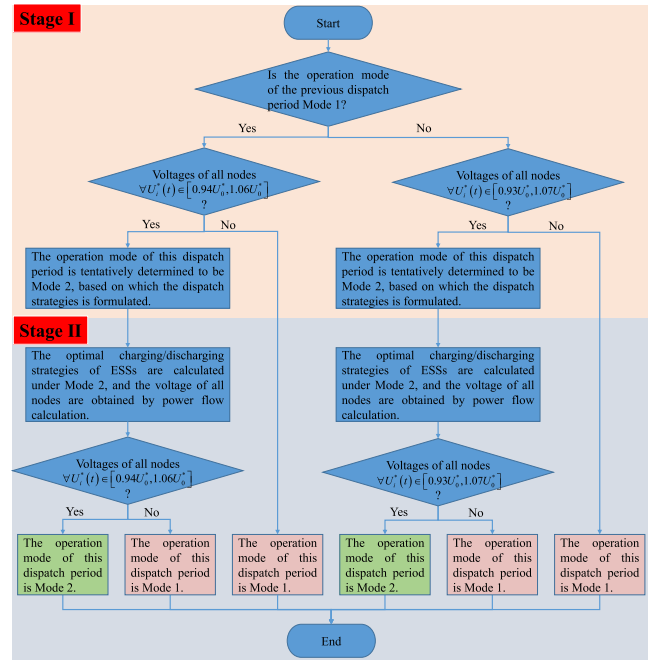 Stage I
Start
Is the operation mode
of the previous dispatch
period Mode 1?
Yes
No
Voltages of all nodes
∀U_i^*(t)∈[0.94U_0^*,1.06U_0^*]
?
Voltages of all nodes
∀U_i^*(t)∈[0.93U_0^*,1.07U_0^*]
?
Yes
No
Yes
No
The operation mode of this dispatch
period is tentatively determined to be
Mode 2, based on which the dispatch
strategies is formulated.
The operation mode of this dispatch
period is tentatively determined to be
Mode 2, based on which the dispatch
strategies is formulated.
Stage II
The optimal charging/discharging
strategies of ESSs are calculated
under Mode 2, and the voltage of all
nodes are obtained by power flow
calculation.
The optimal charging/discharging
strategies of ESSs are calculated
under Mode 2, and the voltage of all
nodes are obtained by power flow
calculation.
Voltages of all nodes
∀U_i^*(t)∈[0.94U_0^*,1.06U_0^*]
?
Voltages of all nodes
∀U_i^*(t)∈[0.93U_0^*,1.07U_0^*]
?
Yes
No
Yes
No
The operation
mode of this
dispatch period
is Mode 2.
The operation
mode of this
dispatch period
is Mode 1.
The operation
mode of this
dispatch period
is Mode 1.
The operation
mode of this
dispatch period
is Mode 2.
The operation
mode of this
dispatch period
is Mode 1.
The operation
mode of this
dispatch period
is Mode 1.
End